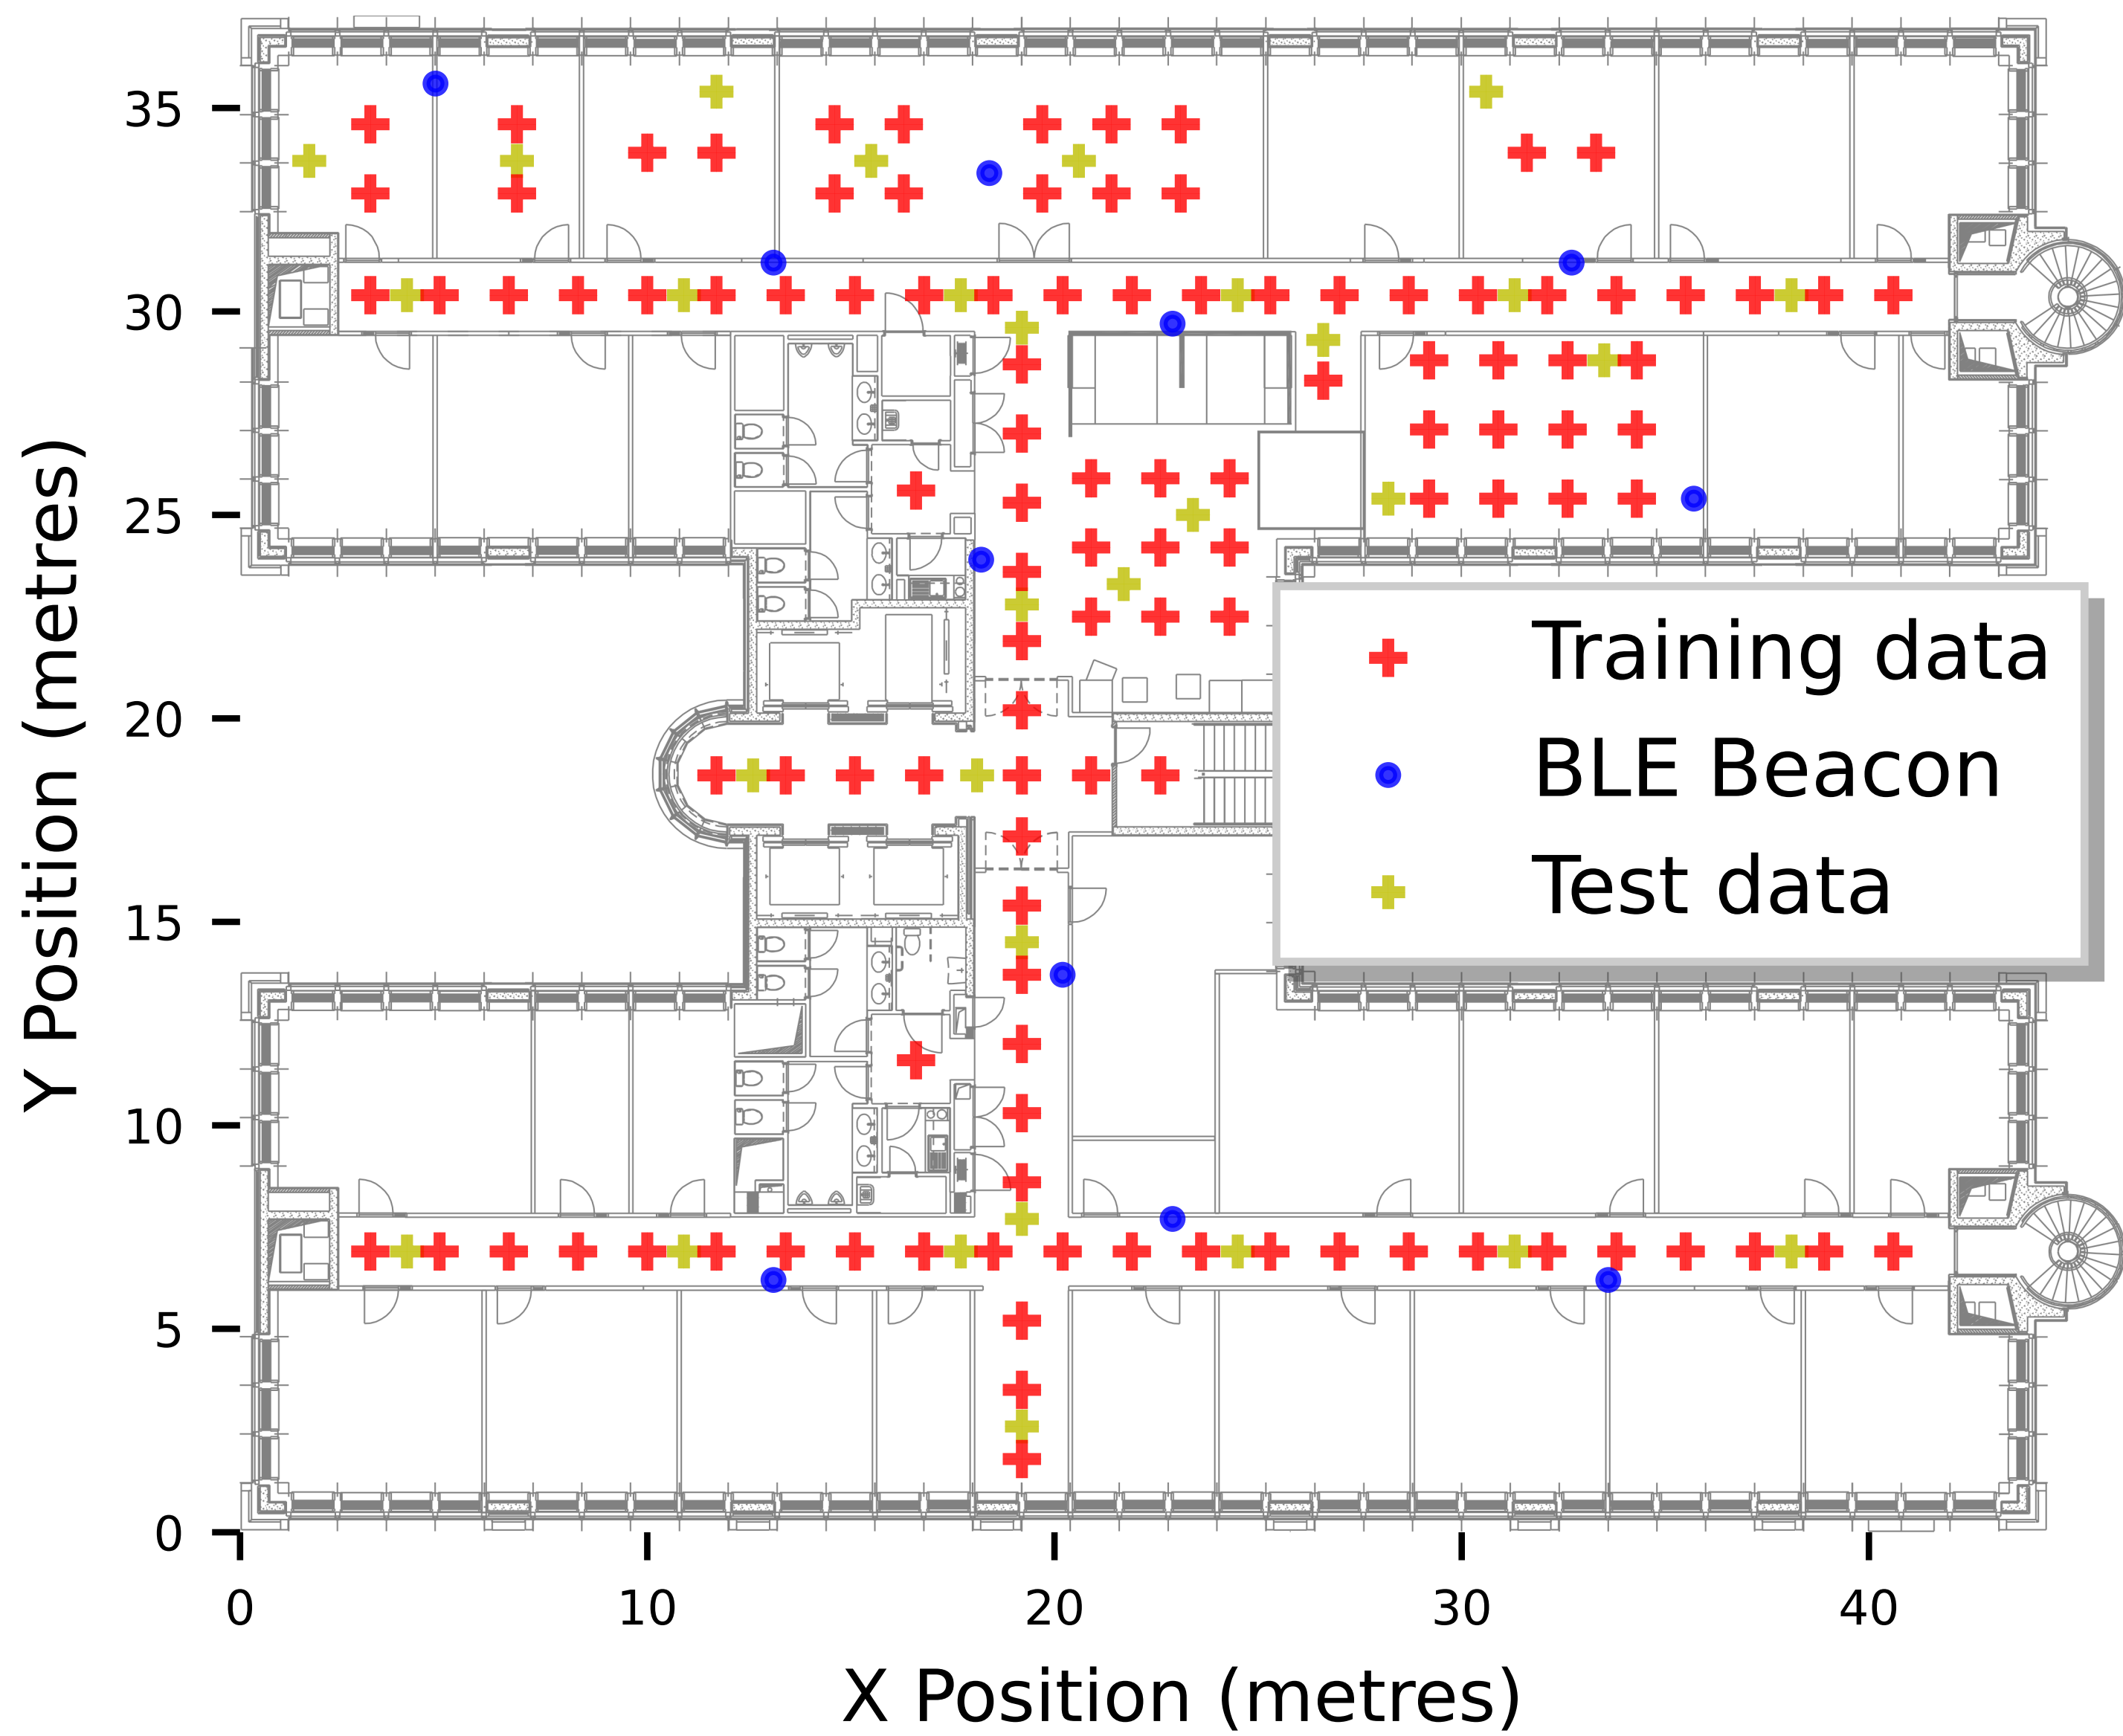 35
30
25
20
15
10
5
0
Y Position (metres)
Training data
BLE Beacon
Test data
0 10 20 30 40
X Position (metres)